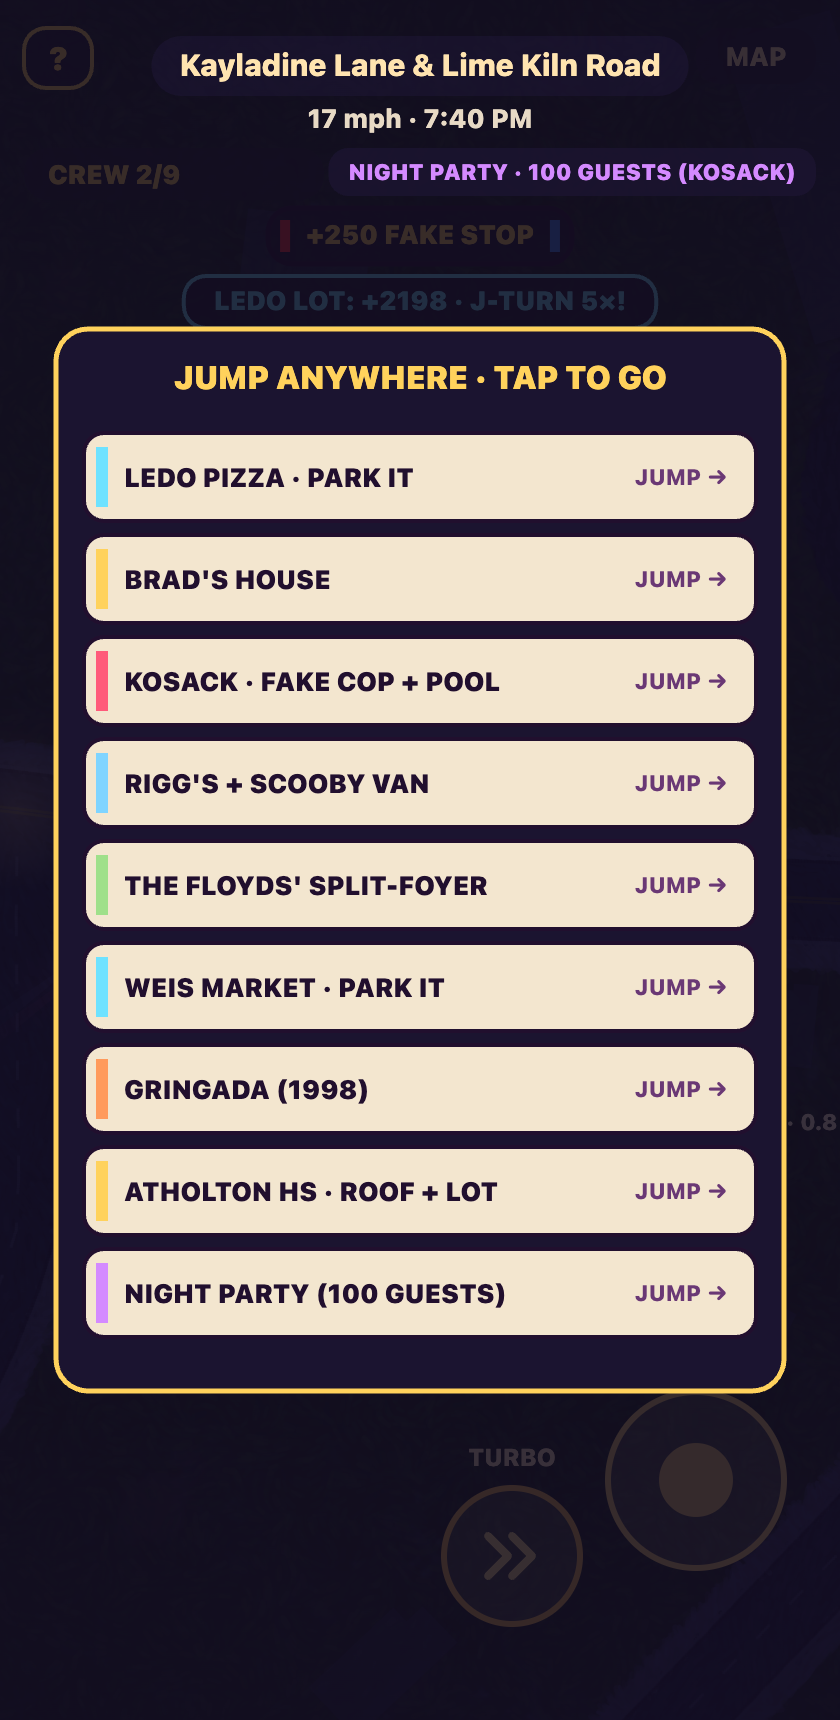 ?
Kayladine Lane & Lime Kiln Road
MAP
17 mph · 7:40 PM
CREW 2/9
NIGHT PARTY · 100 GUESTS (KOSACK)
+250 FAKE STOP
LEDO LOT: +2198 · J-TURN 5×!
JUMP ANYWHERE · TAP TO GO
LEDO PIZZA · PARK IT JUMP →
BRAD'S HOUSE JUMP →
KOSACK · FAKE COP + POOL JUMP →
RIGG'S + SCOOBY VAN JUMP →
THE FLOYDS' SPLIT-FOYER JUMP →
WEIS MARKET · PARK IT JUMP →
GRINGADA (1998) JUMP →
· 0.8
ATHOLTON HS · ROOF + LOT JUMP →
NIGHT PARTY (100 GUESTS) JUMP →
TURBO